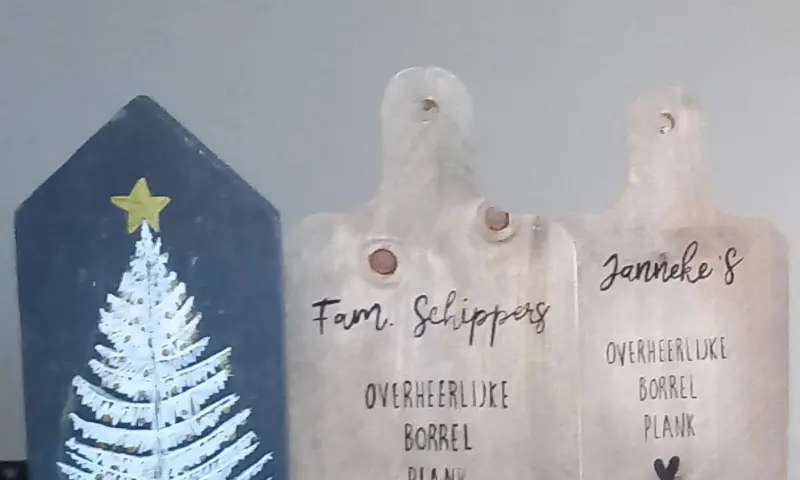 Fam. Schippers
OVERHEERLIJKE
BORREL
PLANK
Janneke'S
OVERHEERLIJKE
BORREL
PLANK